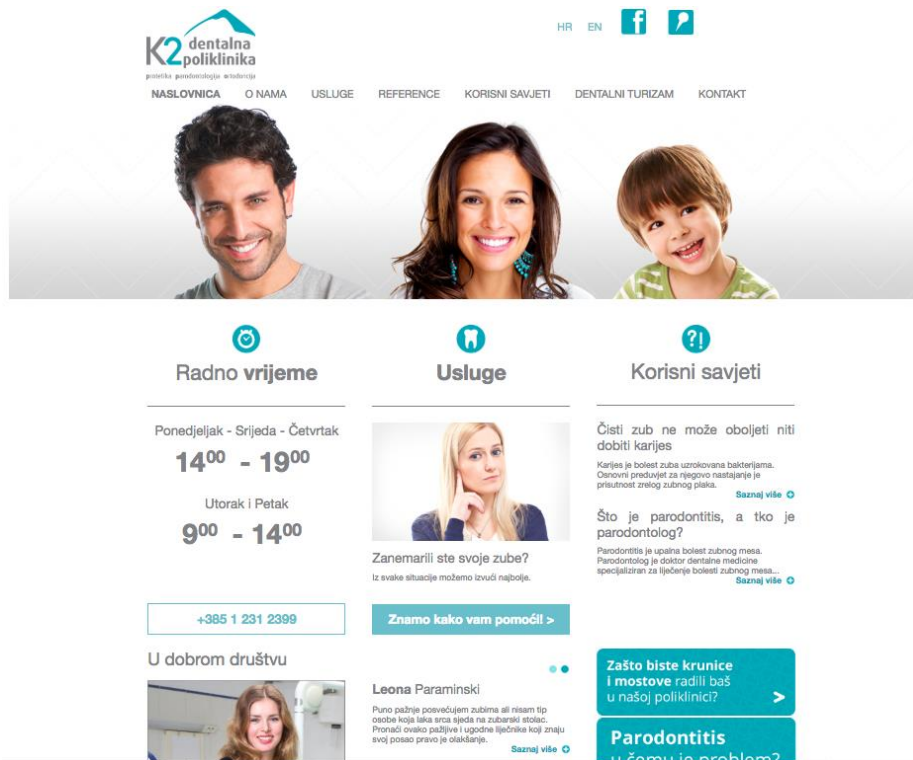 K2 dentalna
poliklinika
protetika parodontologija ortodoncija
HR EN
NASLOVNICA O NAMA USLUGE REFERENCE KORISNI SAVJETI DENTALNI TURIZAM KONTAKT
Radno vrijeme
Ponedjeljak - Srijeda - Četvrtak
14⁰⁰ - 19⁰⁰
Utorak i Petak
9⁰⁰ - 14⁰⁰
+385 1 231 2399
Usluge
Zanemarili ste svoje zube?
Iz svake situacije možemo izvući najbolje.
Znamo kako vam pomoći! >
?!
Korisni savjeti
Čisti zub ne može oboljeti niti
dobiti karijes
Karijes je bolest zuba uzrokovana bakterijama.
Osnovni preduvjet za njegovo nastajanje je
prisutnost zrelog zubnog plaka.
Saznaj više
Što je parodontitis, a tko je
parodontolog?
Parodontitis je upalna bolest zubnog mesa.
Parodontolog je doktor dentalne medicine
specijaliziran za liječenje bolesti zubnog mesa...
Saznaj više
U dobrom društvu
Leona Paraminski
Puno pažnje posvećujem zubima ali nisam tip
osobe koja laka srca sjeda na zubarski stolac.
Pronaći ovako pažljive i ugodne liječnike koji znaju
svoj posao pravo je olakšanje.
Saznaj više
Zašto biste krunice
i mostove radili baš
u našoj poliklinici? >
Parodontitis
u čemu je problem?